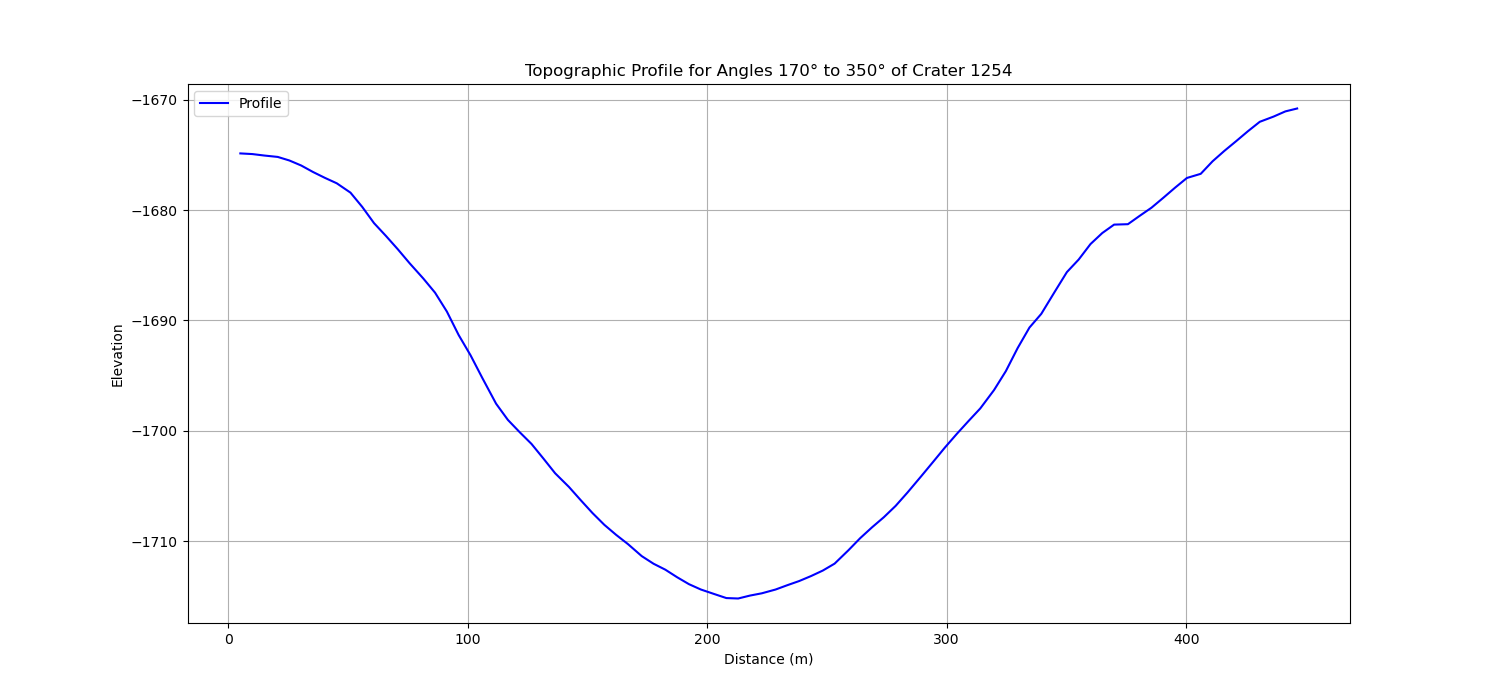 Topographic Profile for Angles 170° to 350° of Crater 1254
Profile
−1670
−1680
−1690
−1700
−1710
Elevation
0 100 200 300 400
Distance (m)